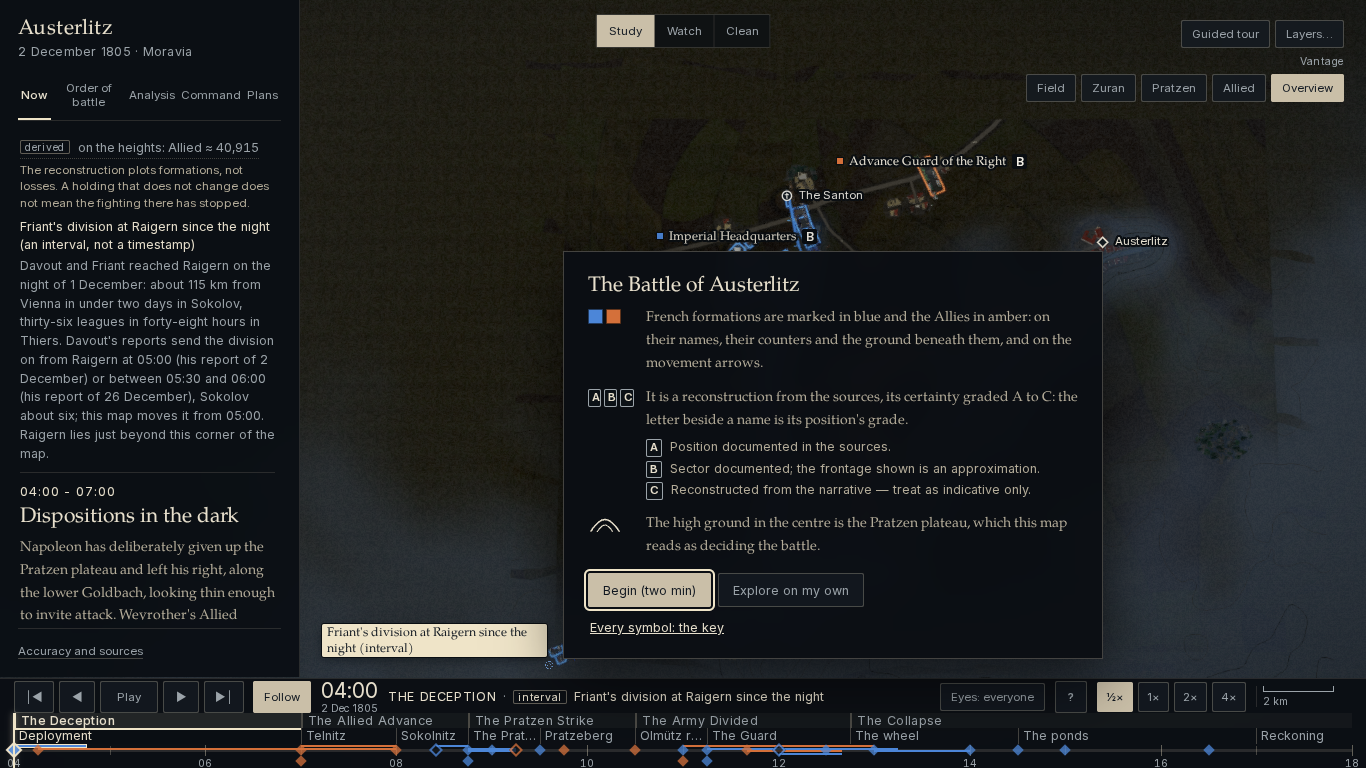 Austerlitz
2 December 1805 · Moravia
Now
Order of
battle
Analysis
Command
Plans
derived on the heights: Allied ≈ 40,915
The reconstruction plots formations, not
losses. A holding that does not change does
not mean the fighting there has stopped.
Friant's division at Raigern since the night
(an interval, not a timestamp)
Davout and Friant reached Raigern on the
night of 1 December: about 115 km from
Vienna in under two days in Sokolov,
thirty-six leagues in forty-eight hours in
Thiers. Davout's reports send the division
on from Raigern at 05:00 (his report of 2
December) or between 05:30 and 06:00
(his report of 26 December), Sokolov
about six; this map moves it from 05:00.
Raigern lies just beyond this corner of the
map.
04:00 - 07:00
Dispositions in the dark
Napoleon has deliberately given up the
Pratzen plateau and left his right, along
the lower Goldbach, looking thin enough
to invite attack. Weyrother's Allied
Accuracy and sources
Study
Watch
Clean
Guided tour
Layers...
Vantage
Field
Zuran
Pratzen
Allied
Overview
Advance Guard of the Right B
The Santon
Imperial Headquarters B
Austerlitz
The Battle of Austerlitz
French formations are marked in blue and the Allies in amber: on
their names, their counters and the ground beneath them, and on the
movement arrows.
A B C
It is a reconstruction from the sources, its certainty graded A to C: the
letter beside a name is its position's grade.
A Position documented in the sources.
B Sector documented; the frontage shown is an approximation.
C Reconstructed from the narrative — treat as indicative only.
The high ground in the centre is the Pratzen plateau, which this map
reads as deciding the battle.
Begin (two min)
Explore on my own
Every symbol: the key
Friant's division at Raigern since the
night (interval)
Play
Follow
04:00
2 Dec 1805
THE DECEPTION · interval Friant's division at Raigern since the night
Eyes: everyone
?
½×
1×
2×
4×
2 km
The Deception
The Allied Advance
The Pratzen Strike
The Army Divided
The Collapse
Deployment
Telnitz
Sokolnitz
The Prat...
Pratzeberg
Olmütz r...
The Guard
The wheel
The ponds
Reckoning
04
06
08
10
12
14
16
18